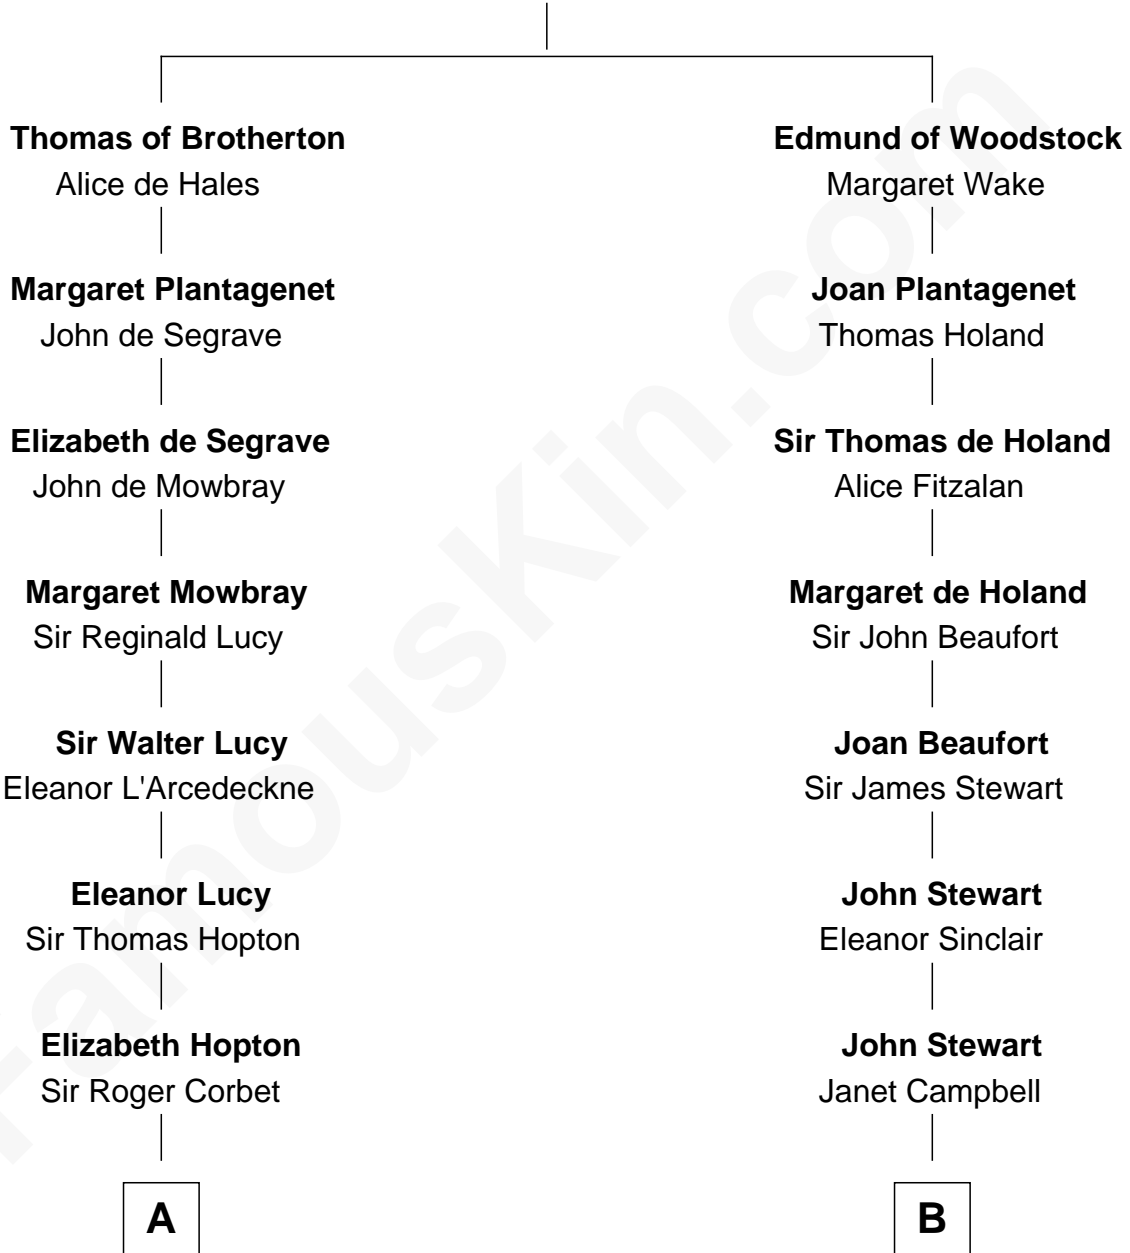 Thomas of Brotherton
Alice de Hales
Margaret Plantagenet
John de Segrave
Elizabeth de Segrave
John de Mowbray
Margaret Mowbray
Sir Reginald Lucy
Sir Walter Lucy
Eleanor L'Arcedeckne
Eleanor Lucy
Sir Thomas Hopton
Elizabeth Hopton
Sir Roger Corbet
A
Edmund of Woodstock
Margaret Wake
Joan Plantagenet
Thomas Holand
Sir Thomas de Holand
Alice Fitzalan
Margaret de Holand
Sir John Beaufort
Joan Beaufort
Sir James Stewart
John Stewart
Eleanor Sinclair
John Stewart
Janet Campbell
B
FamousKin.com